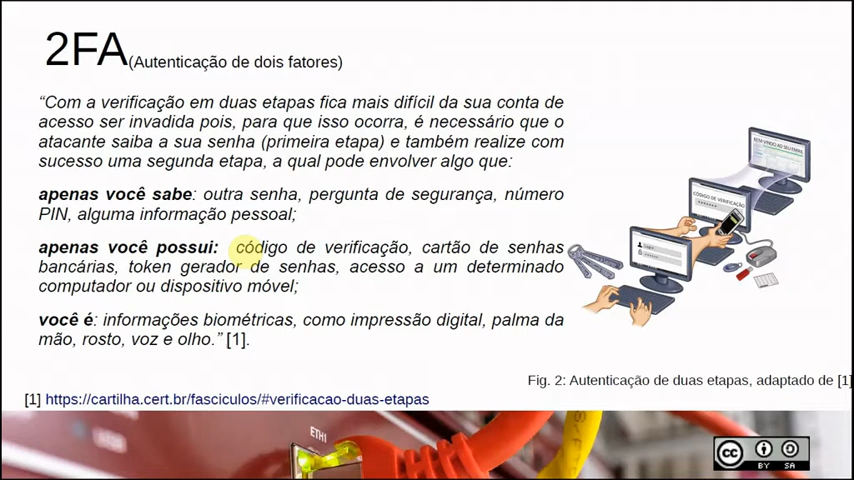 2FA(Autenticação de dois fatores)
“Com a verificação em duas etapas fica mais difícil da sua conta de
acesso ser invadida pois, para que isso ocorra, é necessário que o
atacante saiba a sua senha (primeira etapa) e também realize com
sucesso uma segunda etapa, a qual pode envolver algo que:
apenas você sabe: outra senha, pergunta de segurança, número
PIN, alguma informação pessoal;
apenas você possui: código de verificação, cartão de senhas
bancárias, token gerador de senhas, acesso a um determinado
computador ou dispositivo móvel;
você é: informações biométricas, como impressão digital, palma da
mão, rosto, voz e olho.” [1].
BEM VINDO AO SEU EMAIL
CÓDIGO DE VERIFICAÇÃO
Fig. 2: Autenticação de duas etapas, adaptado de [1]
[1] https://cartilha.cert.br/fasciculos/#verificacao-duas-etapas
ETH1
cc
BY SA